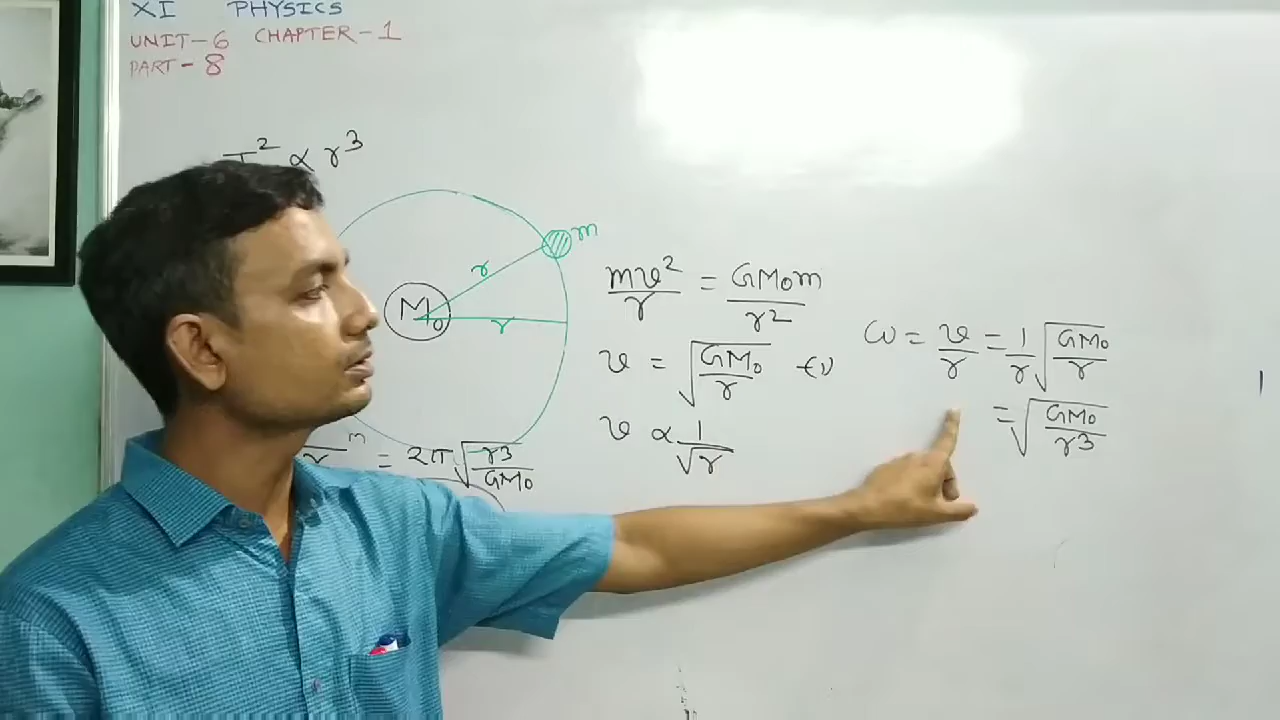 XI PHYSICS
UNIT-6 CHAPTER-1
PART-8
T² ∝ r³
m
r
M₀
r
mv²/r = GM₀m/r²
v = √(GM₀/r) -(i)
v ∝ 1/√r
ω = v/r = 1/r √(GM₀/r)
= √(GM₀/r³)
= 2π√(r³/GM₀)